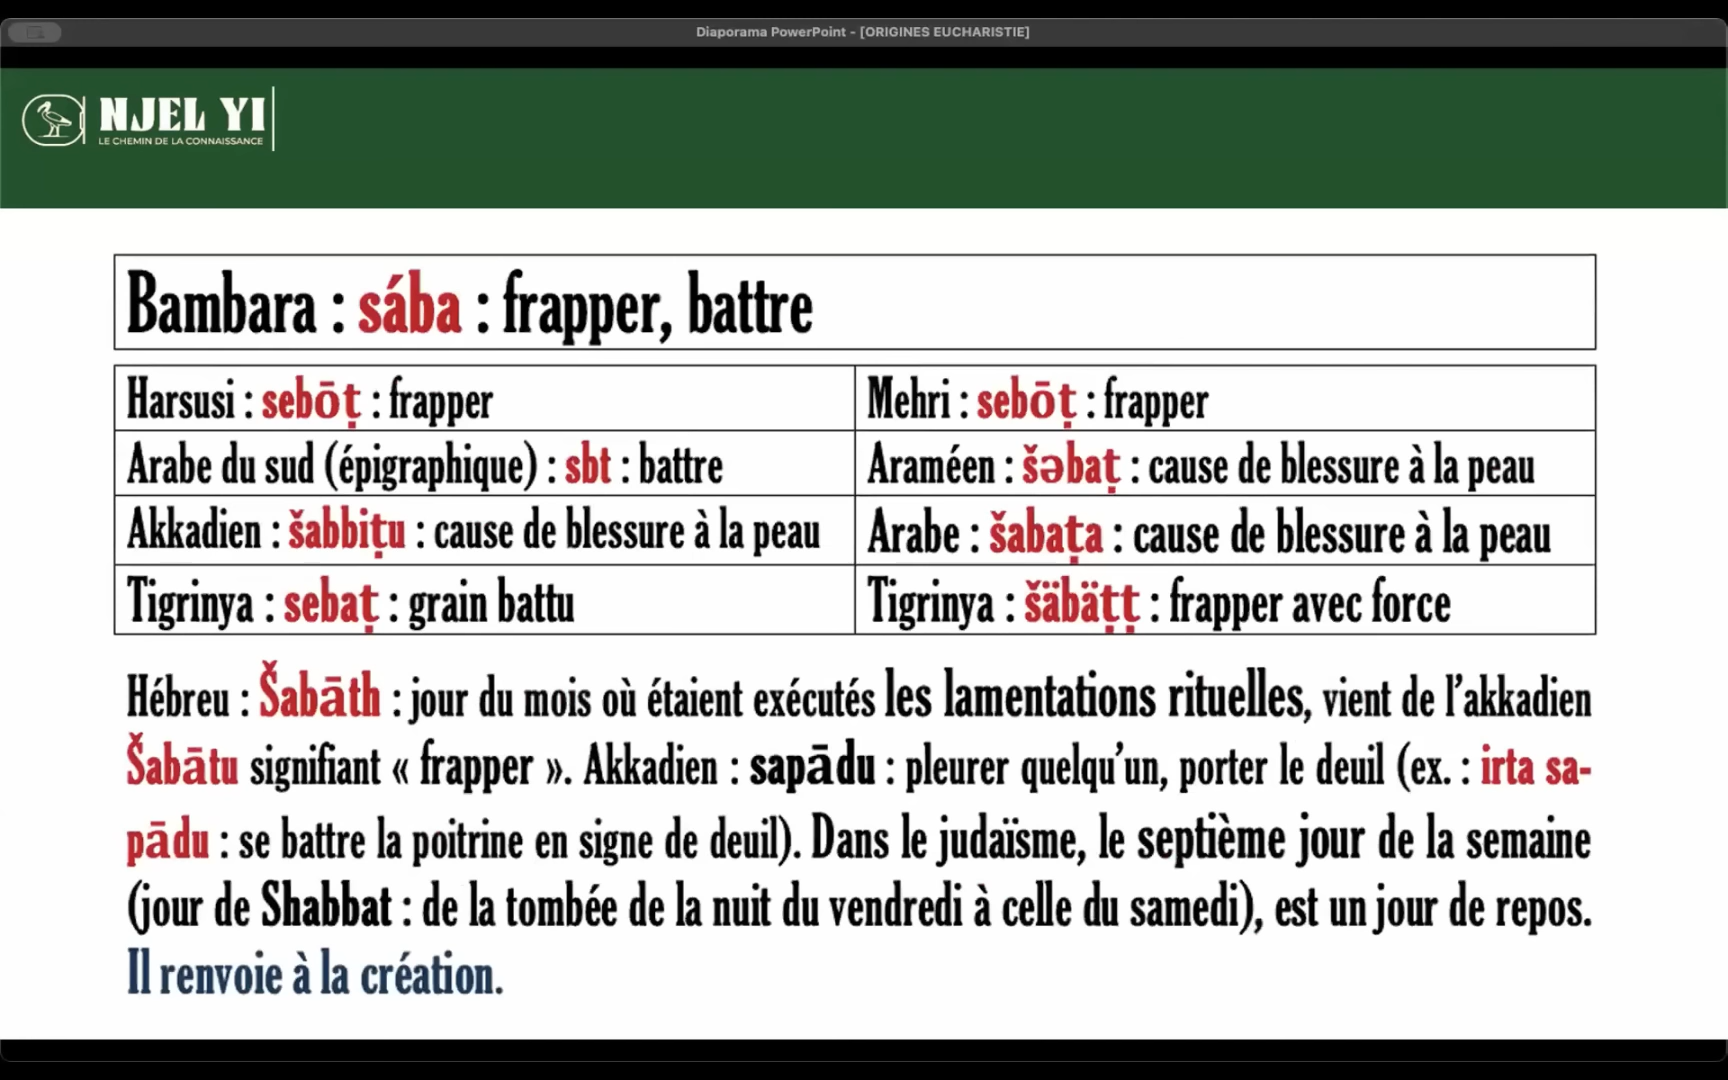 Diaporama PowerPoint - [ORIGINES EUCHARISTIE]
NJEL YI
LE CHEMIN DE LA CONNAISSANCE
Bambara : sába : frapper, battre
Harsusi : sebōṭ : frapper
Mehri : sebōṭ : frapper
Arabe du sud (épigraphique) : sbt : battre
Araméen : šəbaṭ : cause de blessure à la peau
Akkadien : šabbiṭu : cause de blessure à la peau
Arabe : šabaṭa : cause de blessure à la peau
Tigrinya : sebaṭ : grain battu
Tigrinya : šäbäṭṭ : frapper avec force
Hébreu : Šabāth : jour du mois où étaient exécutés les lamentations rituelles, vient de l’akkadien
Šabātu signifiant « frapper ». Akkadien : sapādu : pleurer quelqu’un, porter le deuil (ex. : irta sa-
pādu : se battre la poitrine en signe de deuil). Dans le judaïsme, le septième jour de la semaine
(jour de Shabbat : de la tombée de la nuit du vendredi à celle du samedi), est un jour de repos.
Il renvoie à la création.